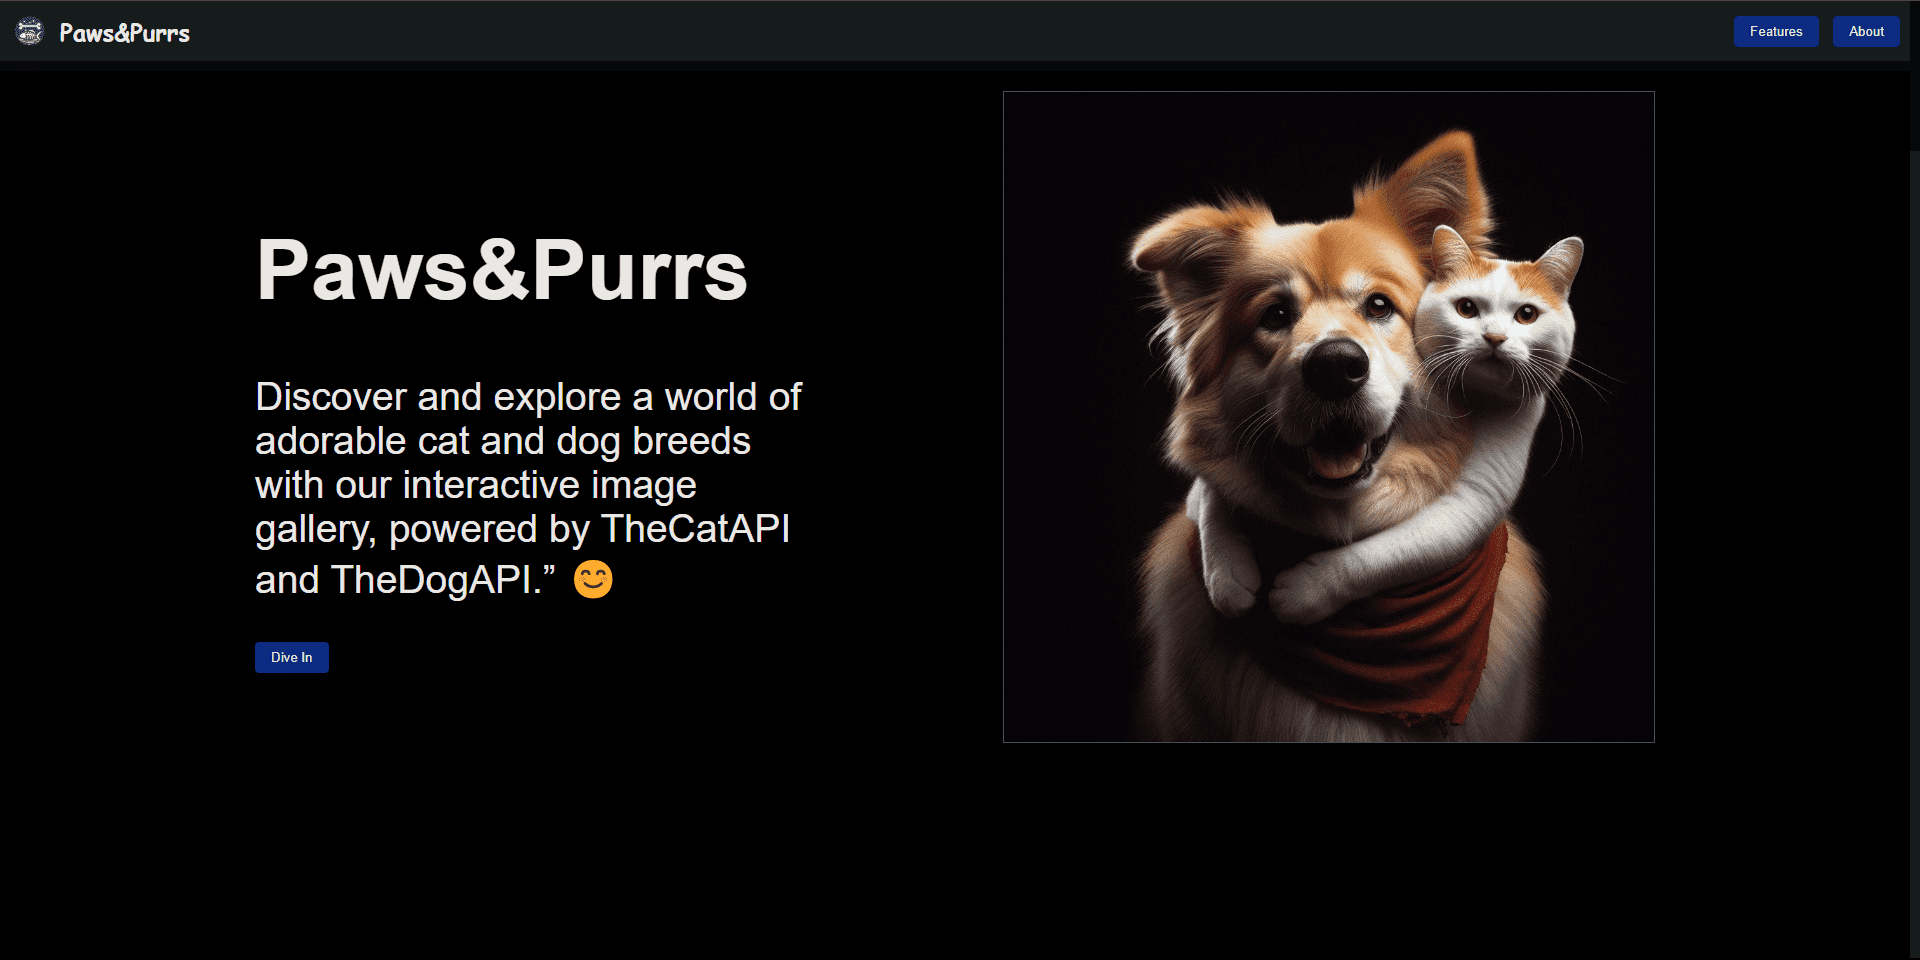 Paws&Purrs
Features
About
Paws&Purrs
Discover and explore a world of
adorable cat and dog breeds
with our interactive image
gallery, powered by TheCatAPI
and TheDogAPI.” 😊
Dive In